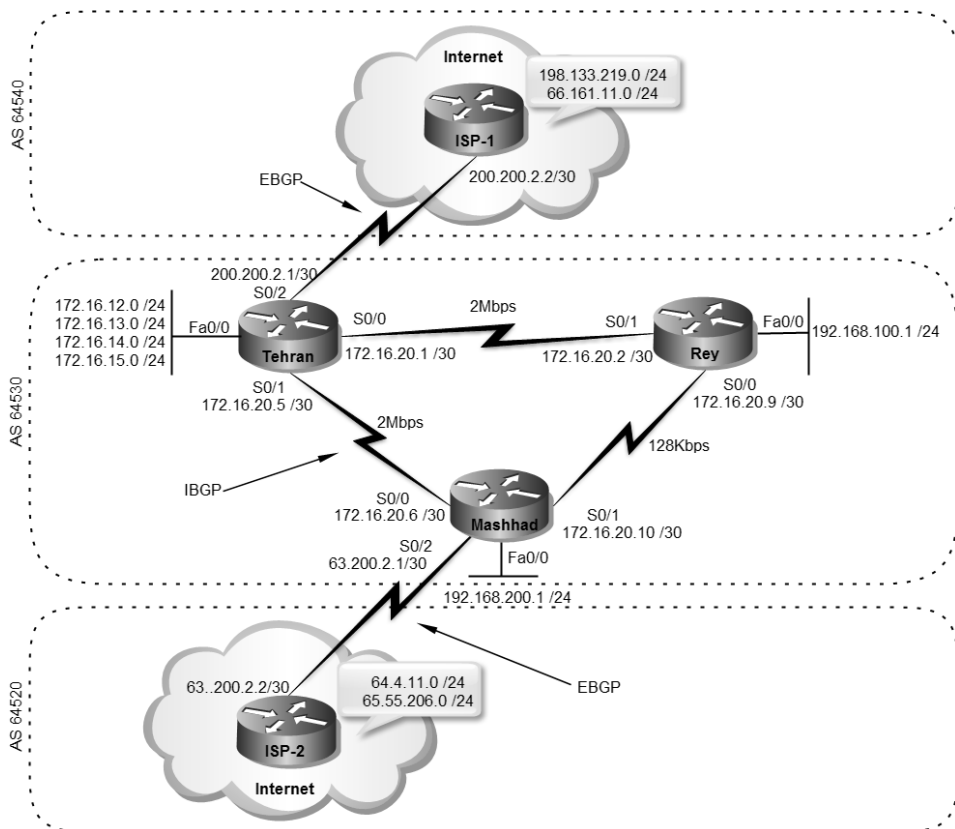 AS 64540
Internet
198.133.219.0 /24
66.161.11.0 /24
ISP-1
200.200.2.2/30
EBGP
AS 64530
200.200.2.1/30
S0/2
172.16.12.0 /24
172.16.13.0 /24
172.16.14.0 /24
172.16.15.0 /24
Fa0/0
Tehran
S0/0
172.16.20.1 /30
2Mbps
S0/1
172.16.20.2 /30
Rey
Fa0/0
192.168.100.1 /24
S0/1
172.16.20.5 /30
S0/0
172.16.20.9 /30
2Mbps
128Kbps
IBGP
S0/0
172.16.20.6 /30
Mashhad
S0/1
172.16.20.10 /30
S0/2
63.200.2.1/30
Fa0/0
192.168.200.1 /24
AS 64520
63..200.2.2/30
64.4.11.0 /24
65.55.206.0 /24
EBGP
ISP-2
Internet